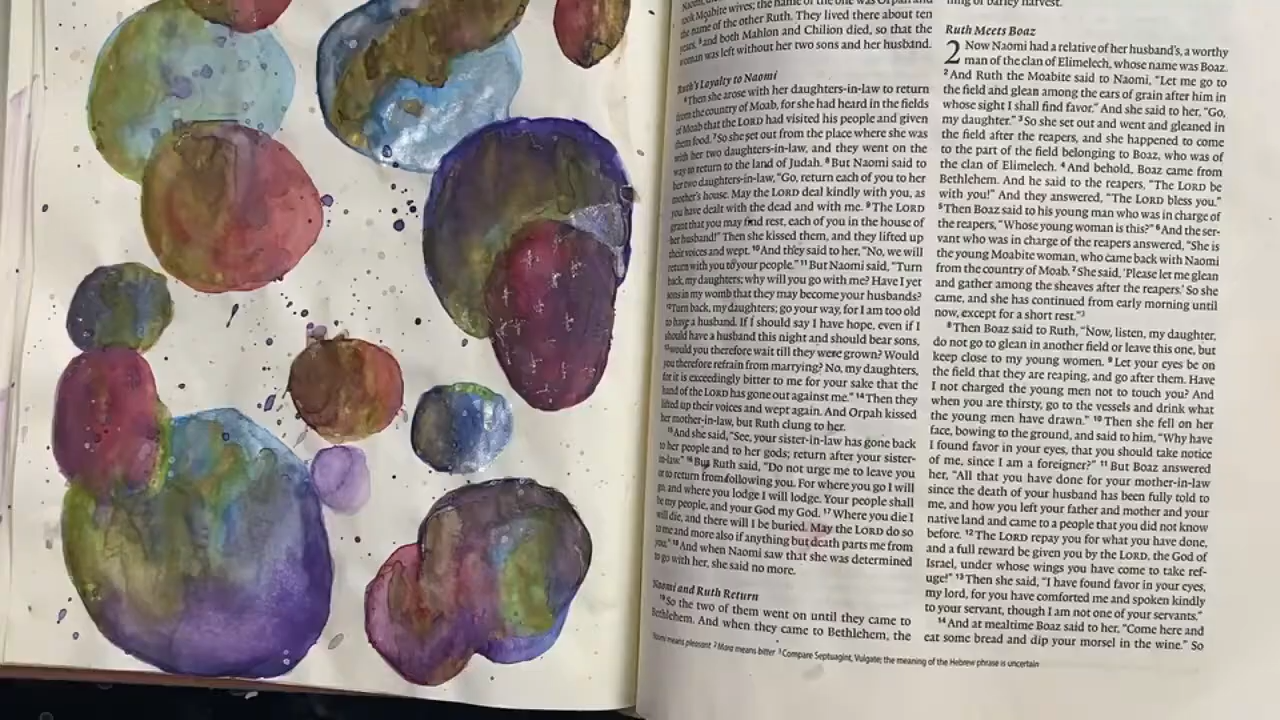 took Moabite wives; the name of the one was Orpah and
the name of the other Ruth. They lived there about ten
years, 5 and both Mahlon and Chilion died, so that the
woman was left without her two sons and her husband.
Ruth's Loyalty to Naomi
6 Then she arose with her daughters-in-law to return
from the country of Moab, for she had heard in the fields
of Moab that the LORD had visited his people and given
them food. 7 So she set out from the place where she was
with her two daughters-in-law, and they went on the
way to return to the land of Judah. 8 But Naomi said to
her two daughters-in-law, “Go, return each of you to her
mother's house. May the LORD deal kindly with you, as
you have dealt with the dead and with me. 9 The LORD
grant that you may find rest, each of you in the house of
her husband!” Then she kissed them, and they lifted up
their voices and wept. 10 And they said to her, “No, we will
return with you to your people.” 11 But Naomi said, “Turn
back, my daughters; why will you go with me? Have I yet
sons in my womb that they may become your husbands?
12 Turn back, my daughters; go your way, for I am too old
to have a husband. If I should say I have hope, even if I
should have a husband this night and should bear sons,
13 would you therefore wait till they were grown? Would
you therefore refrain from marrying? No, my daughters,
for it is exceedingly bitter to me for your sake that the
hand of the LORD has gone out against me.” 14 Then they
lifted up their voices and wept again. And Orpah kissed
her mother-in-law, but Ruth clung to her.
15 And she said, “See, your sister-in-law has gone back
to her people and to her gods; return after your sister-
in-law.” 16 But Ruth said, “Do not urge me to leave you
or to return from following you. For where you go I will
go, and where you lodge I will lodge. Your people shall
be my people, and your God my God. 17 Where you die I
will die, and there will I be buried. May the LORD do so
to me and more also if anything but death parts me from
you.” 18 And when Naomi saw that she was determined
to go with her, she said no more.
Naomi and Ruth Return
19 So the two of them went on until they came to
Bethlehem. And when they came to Bethlehem, the
ning of barley harvest.
Ruth Meets Boaz
2 Now Naomi had a relative of her husband's, a worthy
man of the clan of Elimelech, whose name was Boaz.
2 And Ruth the Moabite said to Naomi, “Let me go to
the field and glean among the ears of grain after him in
whose sight I shall find favor.” And she said to her, “Go,
my daughter.” 3 So she set out and went and gleaned in
the field after the reapers, and she happened to come
to the part of the field belonging to Boaz, who was of
the clan of Elimelech. 4 And behold, Boaz came from
Bethlehem. And he said to the reapers, “The LORD be
with you!” And they answered, “The LORD bless you.”
5 Then Boaz said to his young man who was in charge of
the reapers, “Whose young woman is this?” 6 And the ser-
vant who was in charge of the reapers answered, “She is
the young Moabite woman, who came back with Naomi
from the country of Moab. 7 She said, ‘Please let me glean
and gather among the sheaves after the reapers.’ So she
came, and she has continued from early morning until
now, except for a short rest.” 3
8 Then Boaz said to Ruth, “Now, listen, my daughter,
do not go to glean in another field or leave this one, but
keep close to my young women. 9 Let your eyes be on
the field that they are reaping, and go after them. Have
I not charged the young men not to touch you? And
when you are thirsty, go to the vessels and drink what
the young men have drawn.” 10 Then she fell on her
face, bowing to the ground, and said to him, “Why have
I found favor in your eyes, that you should take notice
of me, since I am a foreigner?” 11 But Boaz answered
her, “All that you have done for your mother-in-law
since the death of your husband has been fully told to
me, and how you left your father and mother and your
native land and came to a people that you did not know
before. 12 The LORD repay you for what you have done,
and a full reward be given you by the LORD, the God of
Israel, under whose wings you have come to take ref-
uge!” 13 Then she said, “I have found favor in your eyes,
my lord, for you have comforted me and spoken kindly
to your servant, though I am not one of your servants.”
14 And at mealtime Boaz said to her, “Come here and
eat some bread and dip your morsel in the wine.” So
Naomi means pleasant 2 Mara means bitter 3 Compare Septuagint, Vulgate; the meaning of the Hebrew phrase is uncertain